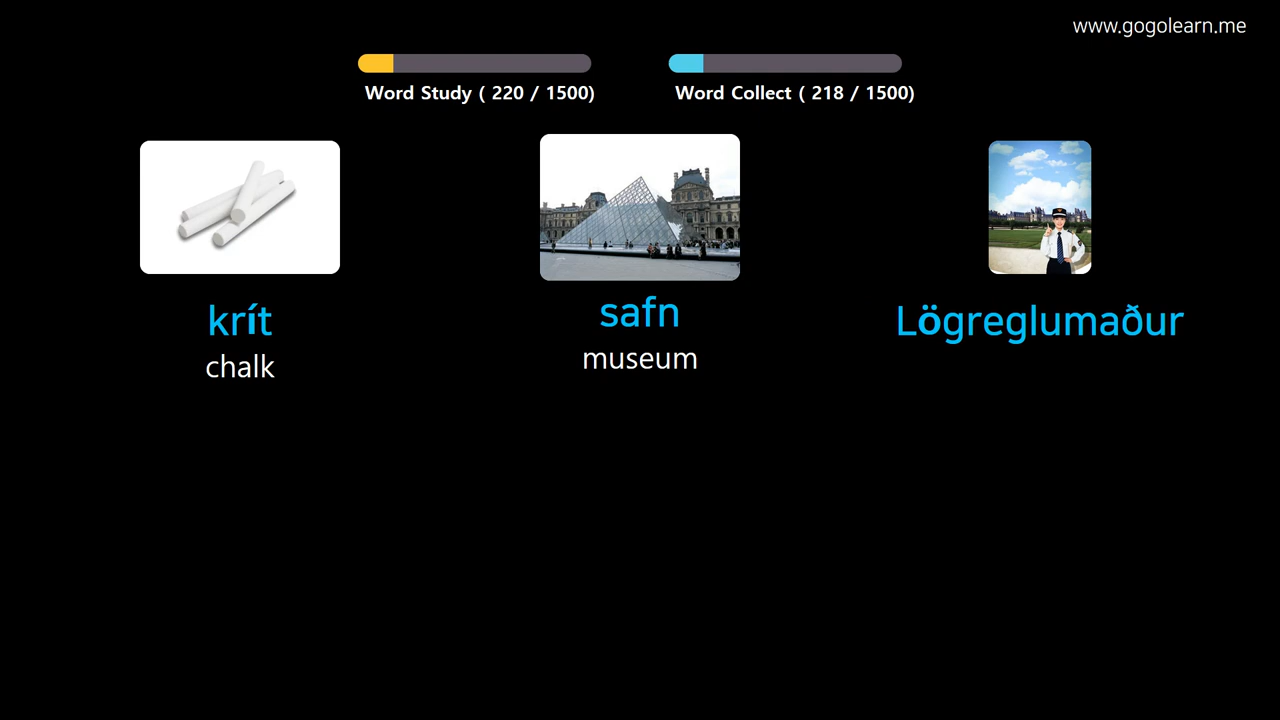 www.gogolearn.me
Word Study ( 220 / 1500)
Word Collect ( 218 / 1500)
krít
chalk
safn
museum
Lögreglumaður